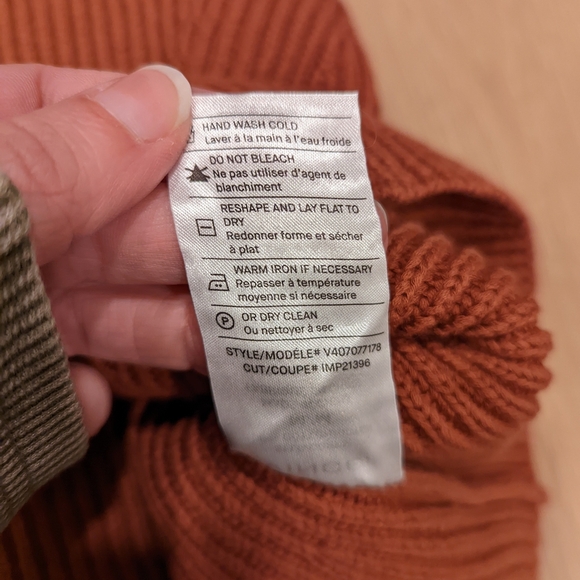 HAND WASH COLD
Laver à la main à l'eau froide
DO NOT BLEACH
Ne pas utiliser d'agent de
blanchiment
RESHAPE AND LAY FLAT TO
DRY
Redonner forme et sécher
à plat
WARM IRON IF NECESSARY
Repasser à température
moyenne si nécessaire
P
OR DRY CLEAN
Ou nettoyer à sec
STYLE/MODÈLE# V407077178
CUT/COUPE# IMP21396